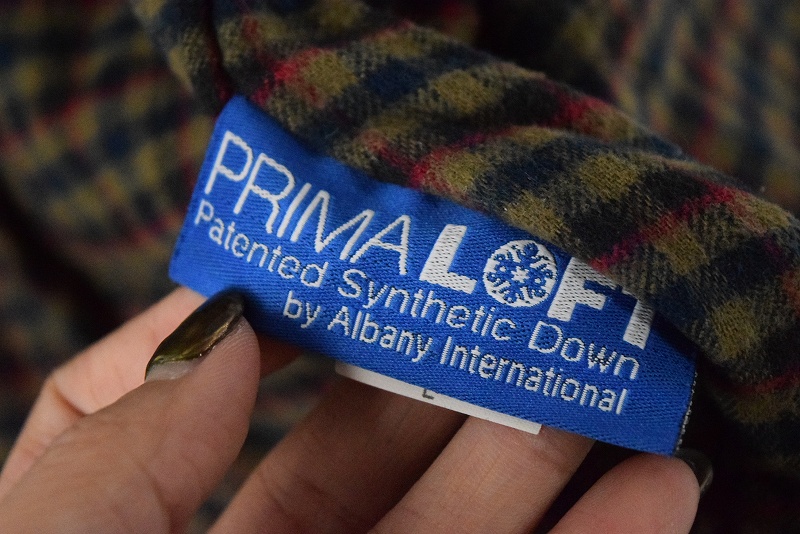 PRIMALOFT
Patented Synthetic Down
by Albany International
L